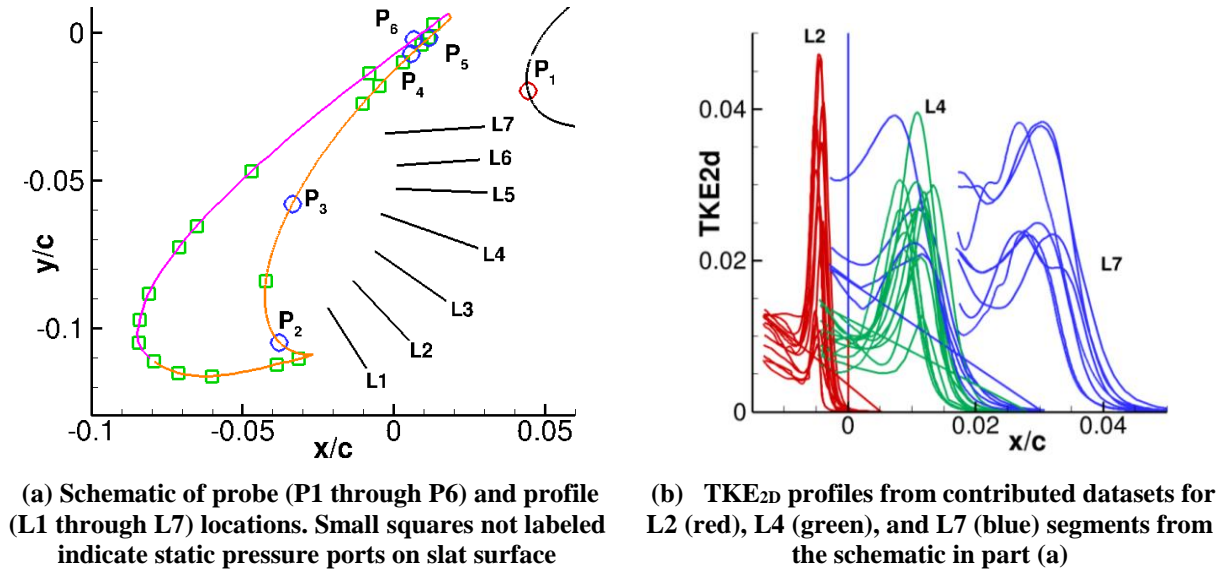 P6
P5
P4
P1
P3
P2
L7
L6
L5
L4
L3
L2
L1
0
-0.05
-0.1
y/c
-0.1
-0.05
0
0.05
x/c
(a) Schematic of probe (P1 through P6) and profile
(L1 through L7) locations. Small squares not labeled
indicate static pressure ports on slat surface
L2
L4
L7
0.04
0.02
0
TKE2d
0
0.02
0.04
x/c
(b) TKE2D profiles from contributed datasets for
L2 (red), L4 (green), and L7 (blue) segments from
the schematic in part (a)